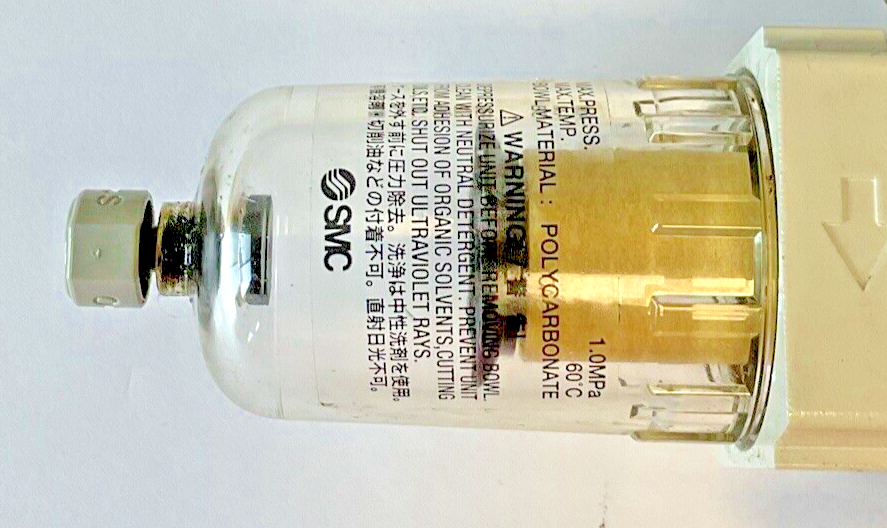 MAX.PRESS. 1.0MPa
MAX.TEMP. 60°C
BOWL MATERIAL : POLYCARBONATE
⚠ WARNING
DEPRESSURIZE UNIT BEFORE REMOVING BOWL.
CLEAN WITH NEUTRAL DETERGENT. PREVENT UNIT
FROM ADHESION OF ORGANIC SOLVENTS, CUTTING
OILS ETC. SHUT OUT ULTRAVIOLET RAYS.
ケースを外す前に圧力除去。洗浄は中性洗剤を使用。
有機溶剤・切削油などの付着不可。直射日光不可。
SMC
S
O